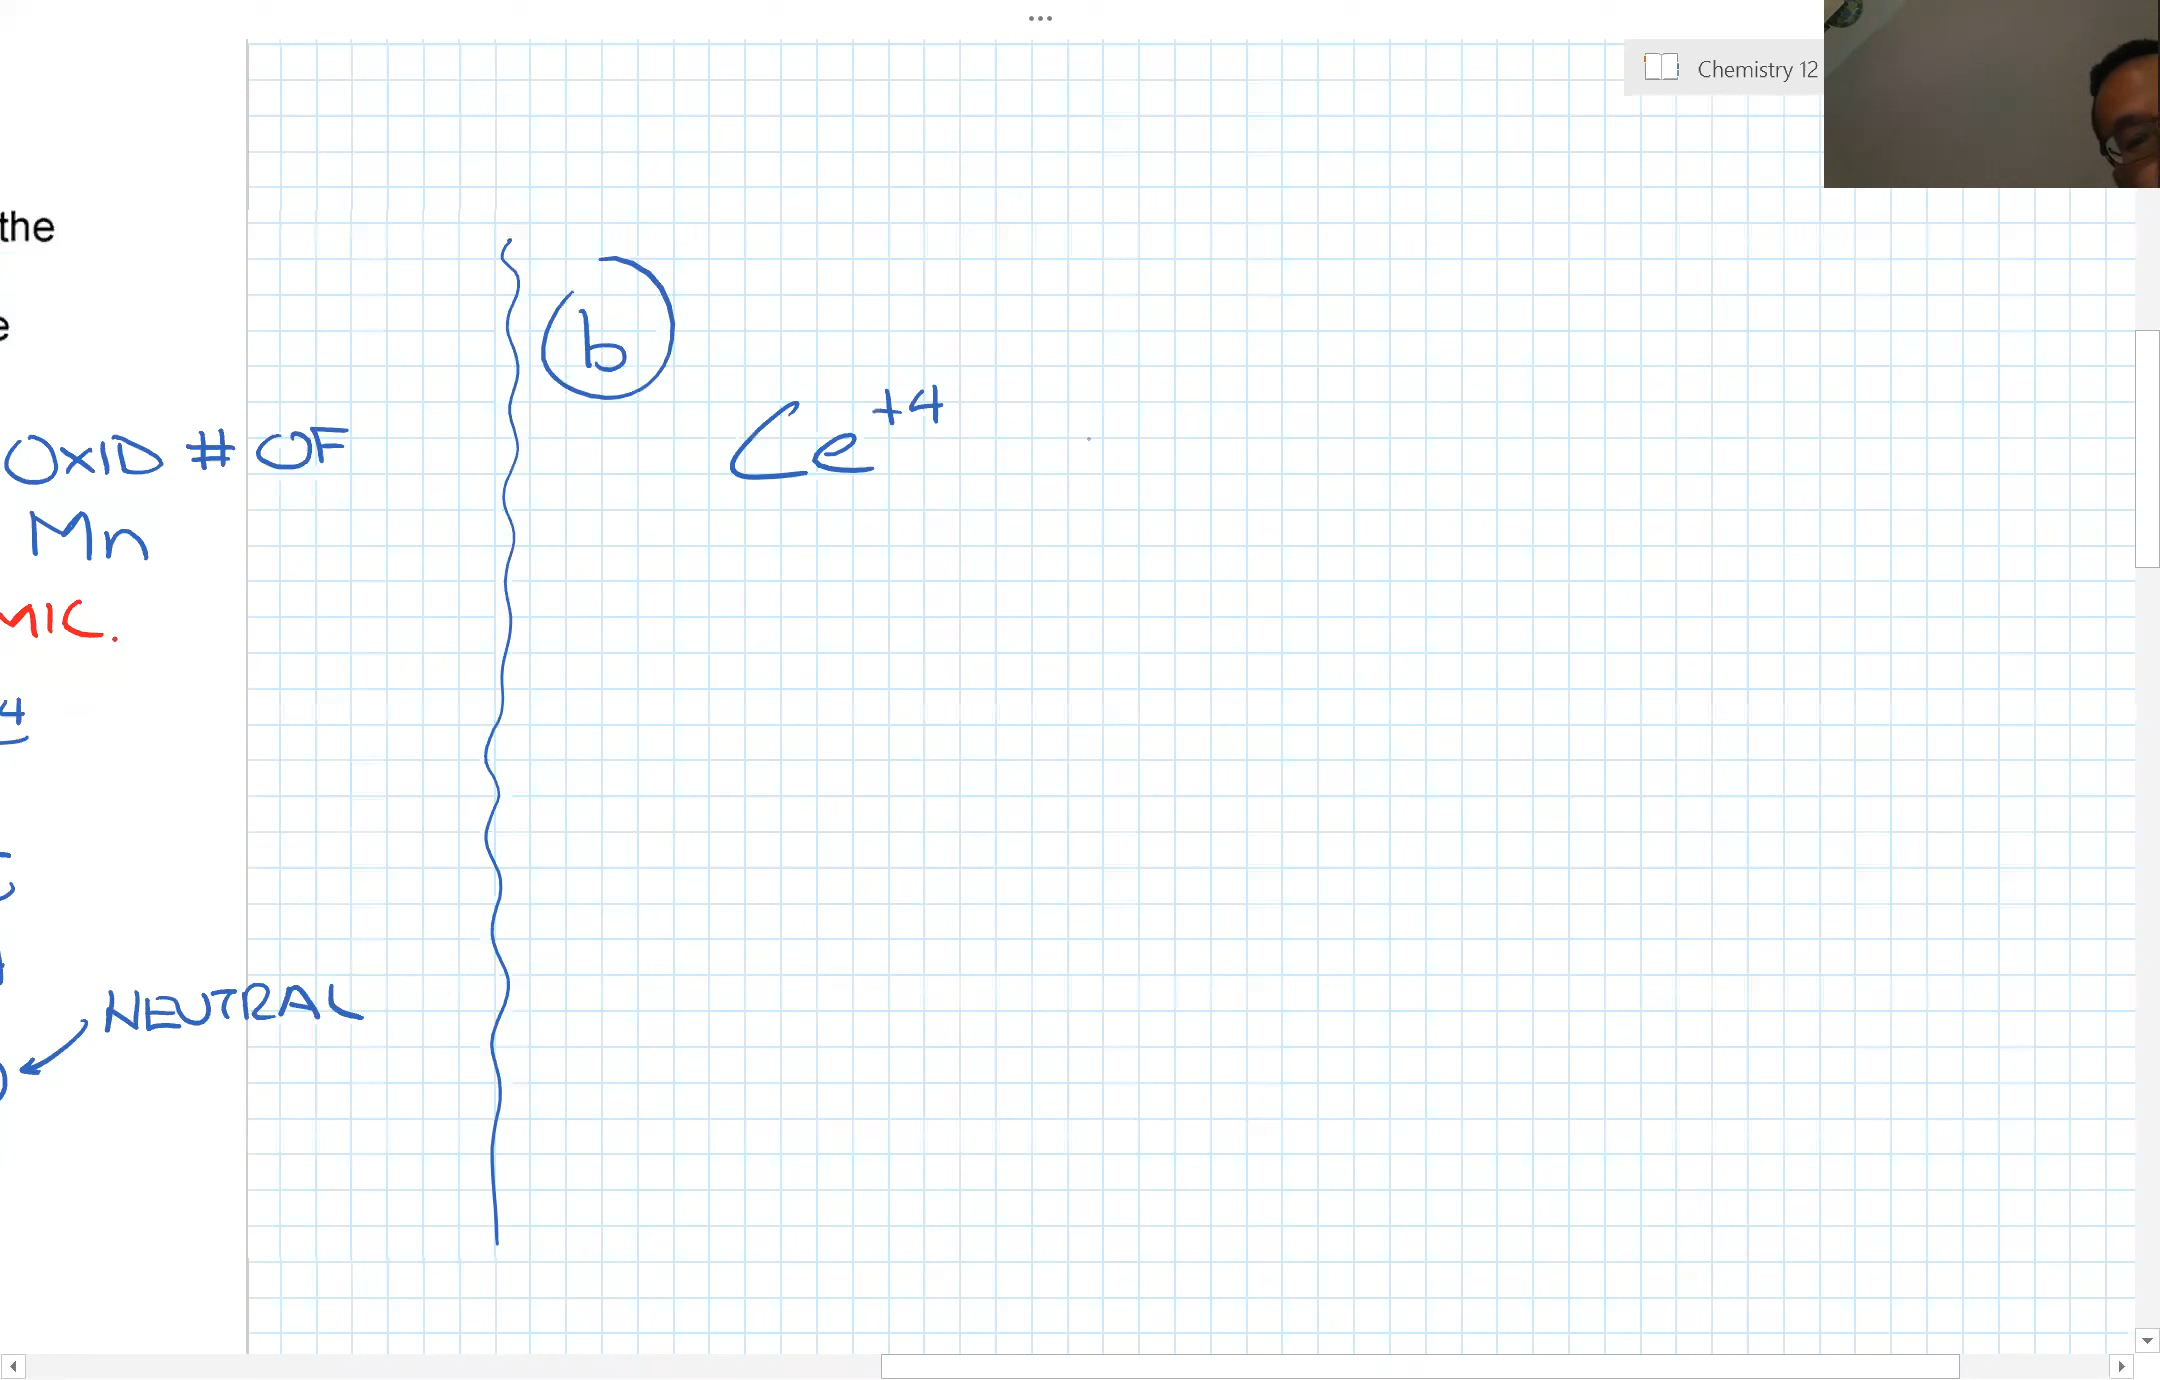 Chemistry 12
the
OXID # OF
Mn
MIC.
4
NEUTRAL
b
Ce+4